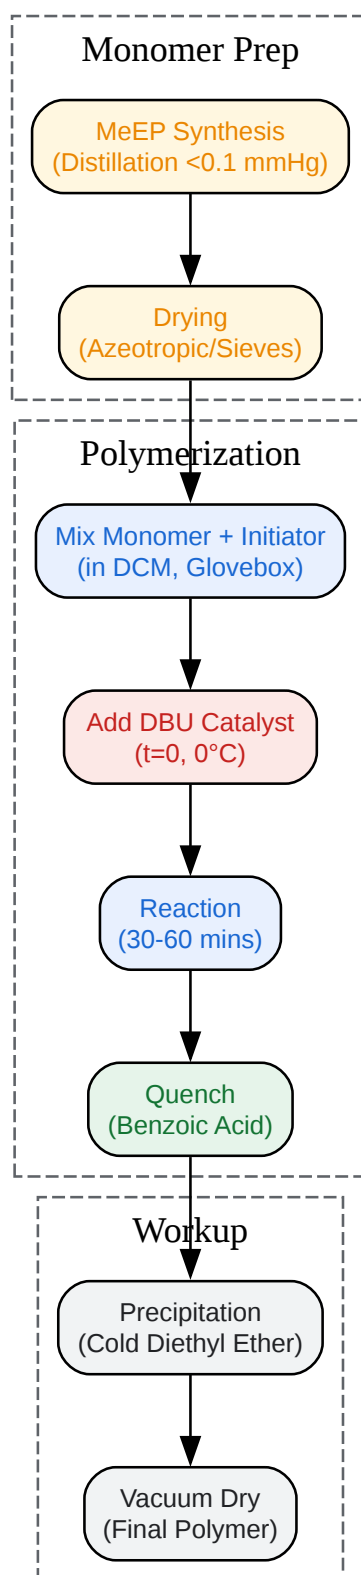 Monomer Prep
MeEP Synthesis
(Distillation <0.1 mmHg)
Drying
(Azeotropic/Sieves)
Polymerization
Mix Monomer + Initiator
(in DCM, Glovebox)
Add DBU Catalyst
(t=0, 0°C)
Reaction
(30-60 mins)
Quench
(Benzoic Acid)
Workup
Precipitation
(Cold Diethyl Ether)
Vacuum Dry
(Final Polymer)